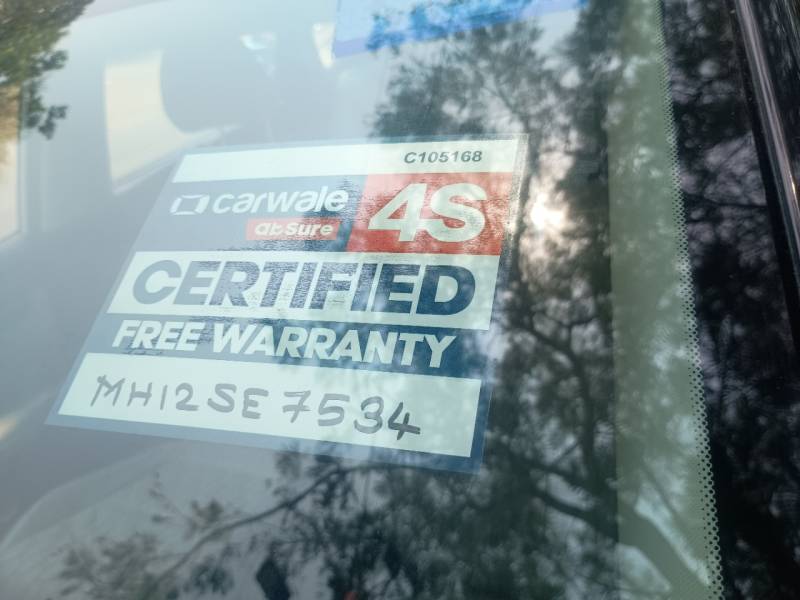 C105168
carwale
abSure
4S
CERTIFIED
FREE WARRANTY
MH12SE7534